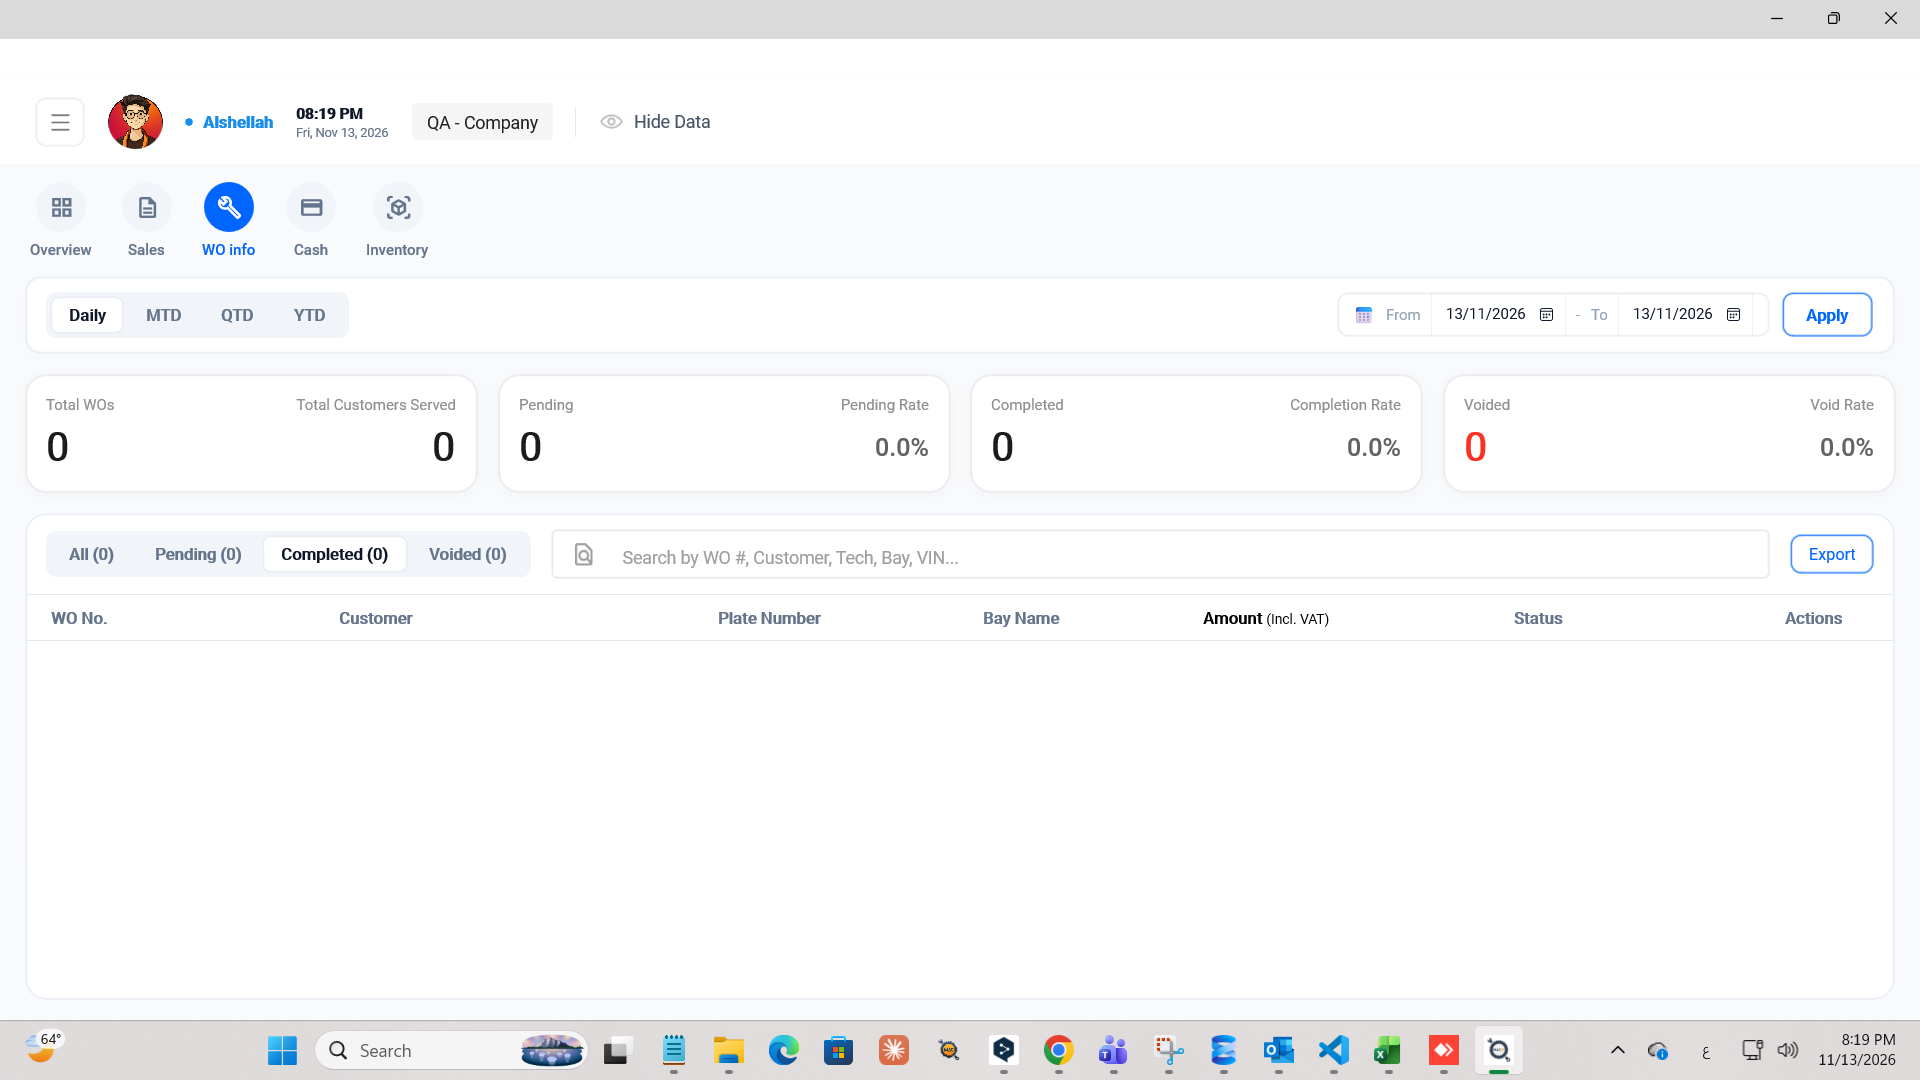 Alshellah
08:19 PM
Fri, Nov 13, 2026
QA - Company
Hide Data
Overview
Sales
WO info
Cash
Inventory
Daily
MTD
QTD
YTD
From
13/11/2026
- To
13/11/2026
Apply
Total WOs
Total Customers Served
0
0
Pending
Pending Rate
0
0.0%
Completed
Completion Rate
0
0.0%
Voided
Void Rate
0
0.0%
All (0)
Pending (0)
Completed (0)
Voided (0)
Search by WO #, Customer, Tech, Bay, VIN...
Export
WO No.
Customer
Plate Number
Bay Name
Amount (Incl. VAT)
Status
Actions
64°
Search
ع
8:19 PM
11/13/2026